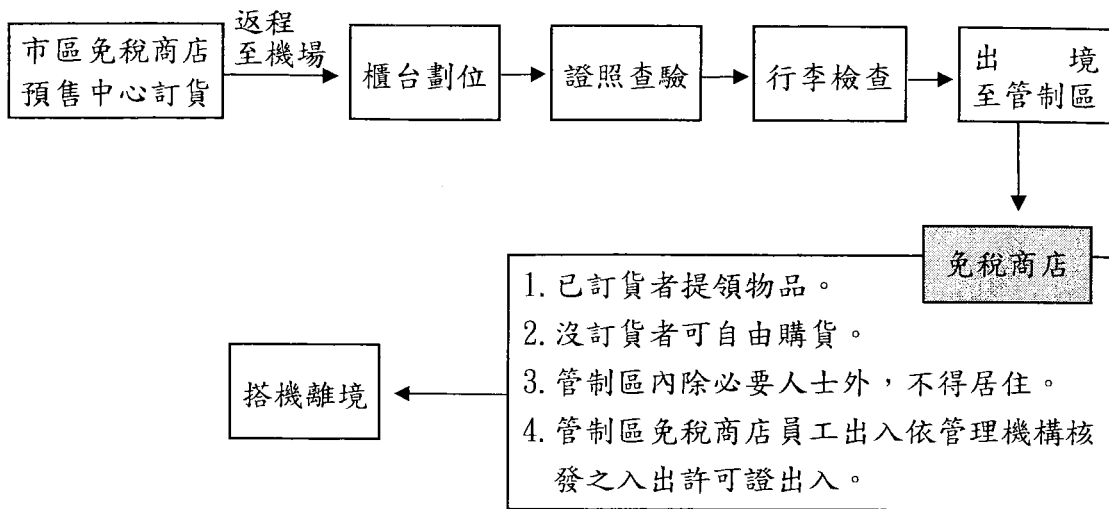 市區免稅商店
預售中心訂貨
返程
至機場
櫃台劃位
證照查驗
行李檢查
出境
至管制區
免稅商店
1. 已訂貨者提領物品。
2. 沒訂貨者可自由購貨。
3. 管制區內除必要人士外,不得居住。
4. 管制區免稅商店員工出入依管理機構核
發之入出許可證出入。
搭機離境